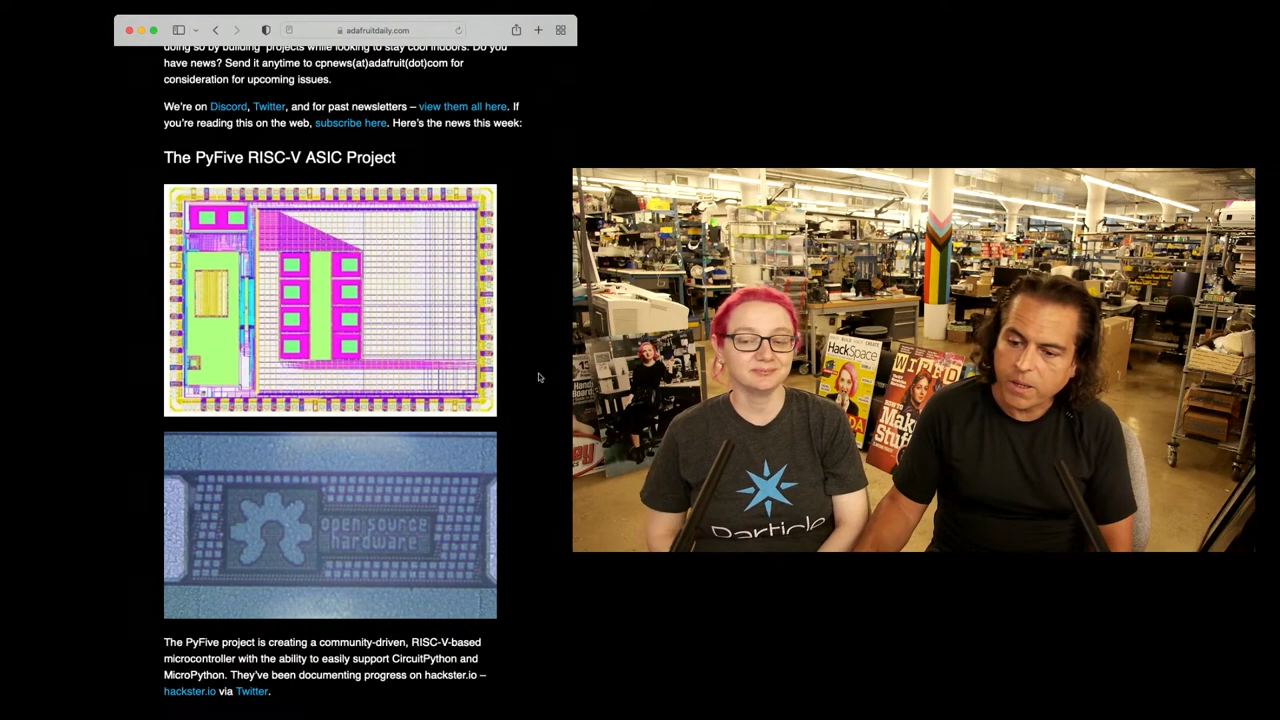 adafruitdaily.com
doing so by building projects while looking to stay cool indoors. Do you
have news? Send it anytime to cpnews(at)adafruit(dot)com for
consideration for upcoming issues.
We're on Discord, Twitter, and for past newsletters – view them all here. If
you're reading this on the web, subscribe here. Here's the news this week:
The PyFive RISC-V ASIC Project
open source
hardware
The PyFive project is creating a community-driven, RISC-V-based
microcontroller with the ability to easily support CircuitPython and
MicroPython. They've been documenting progress on hackster.io –
hackster.io via Twitter.
HackSpace
WIRED
HOW TO
Make
Stuff
Particle